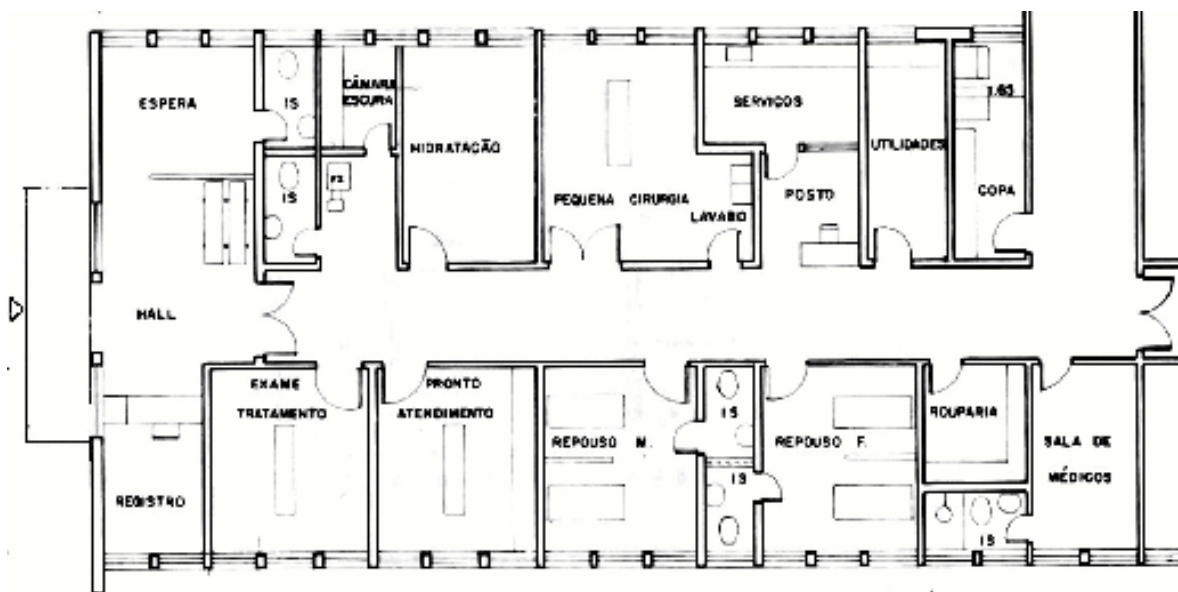 ESPERA
IS
CÂMARA
ESCURA
HIDRATAÇÃO
SERVIÇOS
1.63
UTILIDADES
IS
PEQUENA CIRURGIA
LAVABO
POSTO
COPA
HALL
EXAME
TRATAMENTO
PRONTO
ATENDIMENTO
REPOUSO M.
IS
IS
REPOUSO F.
ROUPARIA
SALA DE
MÉDICOS
REGISTRO
IS